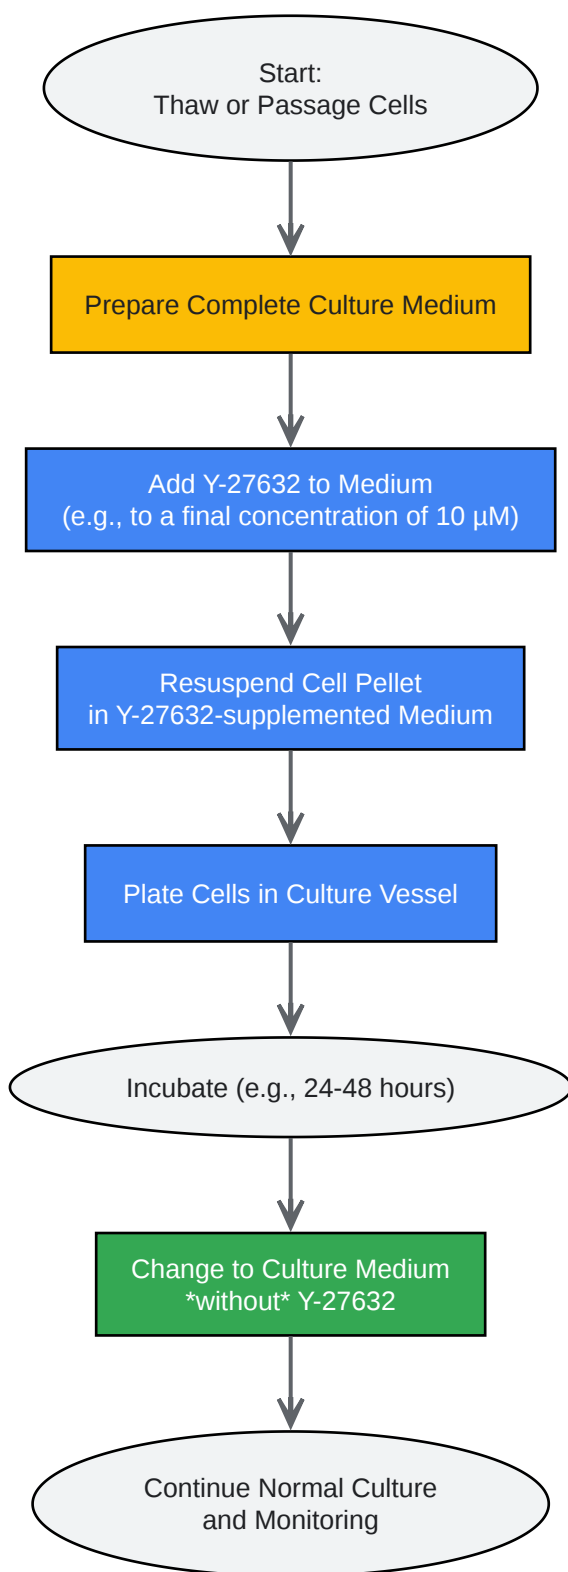 Start:
Thaw or Passage Cells
Prepare Complete Culture Medium
Add Y-27632 to Medium
(e.g., to a final concentration of 10 µM)
Resuspend Cell Pellet
in Y-27632-supplemented Medium
Plate Cells in Culture Vessel
Incubate (e.g., 24-48 hours)
Change to Culture Medium
*without* Y-27632
Continue Normal Culture
and Monitoring